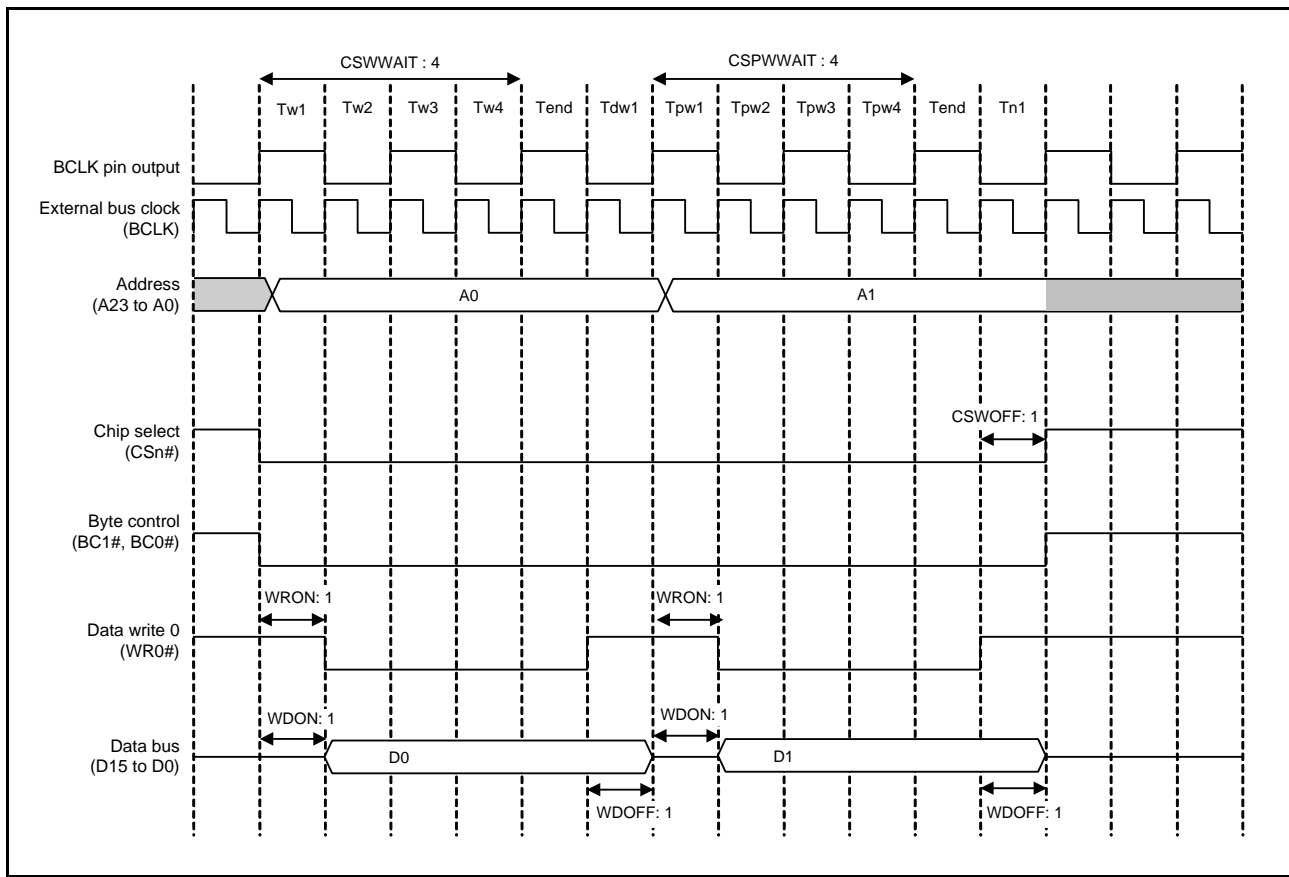 CSWWAIT : 4 CSPWWAIT : 4
Tw1 Tw2 Tw3 Tw4 Tend Tdw1 Tpw1 Tpw2 Tpw3 Tpw4 Tend Tn1
BCLK pin output
External bus clock
(BCLK)
Address
(A23 to A0)
A0 A1
CSWOFF: 1
Chip select
(CSn#)
Byte control
(BC1#, BC0#)
WRON: 1 WRON: 1
Data write 0
(WR0#)
WDON: 1 WDON: 1
Data bus
(D15 to D0)
D0 D1
WDOFF: 1 WDOFF: 1